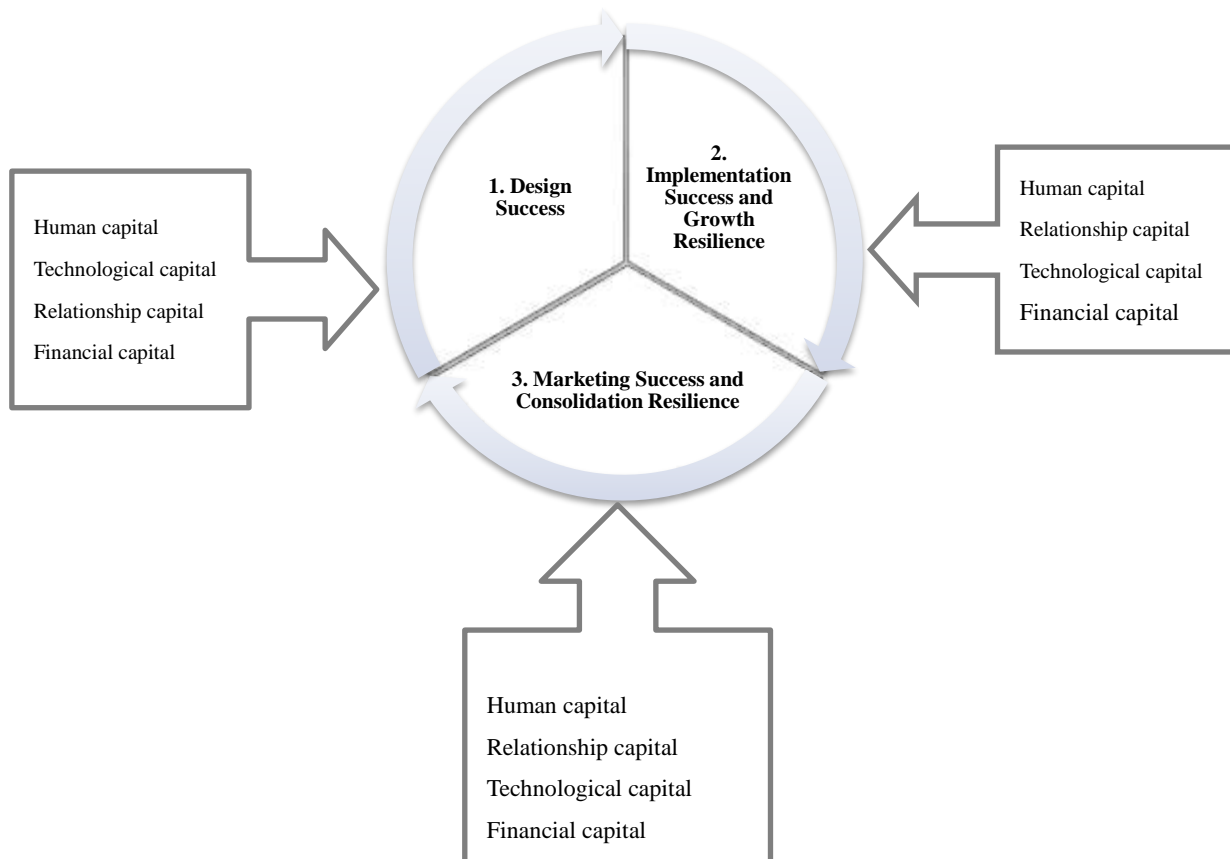 1. Design
Success
2.
Implementation
Success and
Growth
Resilience
3. Marketing Success and
Consolidation Resilience
Human capital
Technological capital
Relationship capital
Financial capital
Human capital
Relationship capital
Technological capital
Financial capital
Human capital
Relationship capital
Technological capital
Financial capital